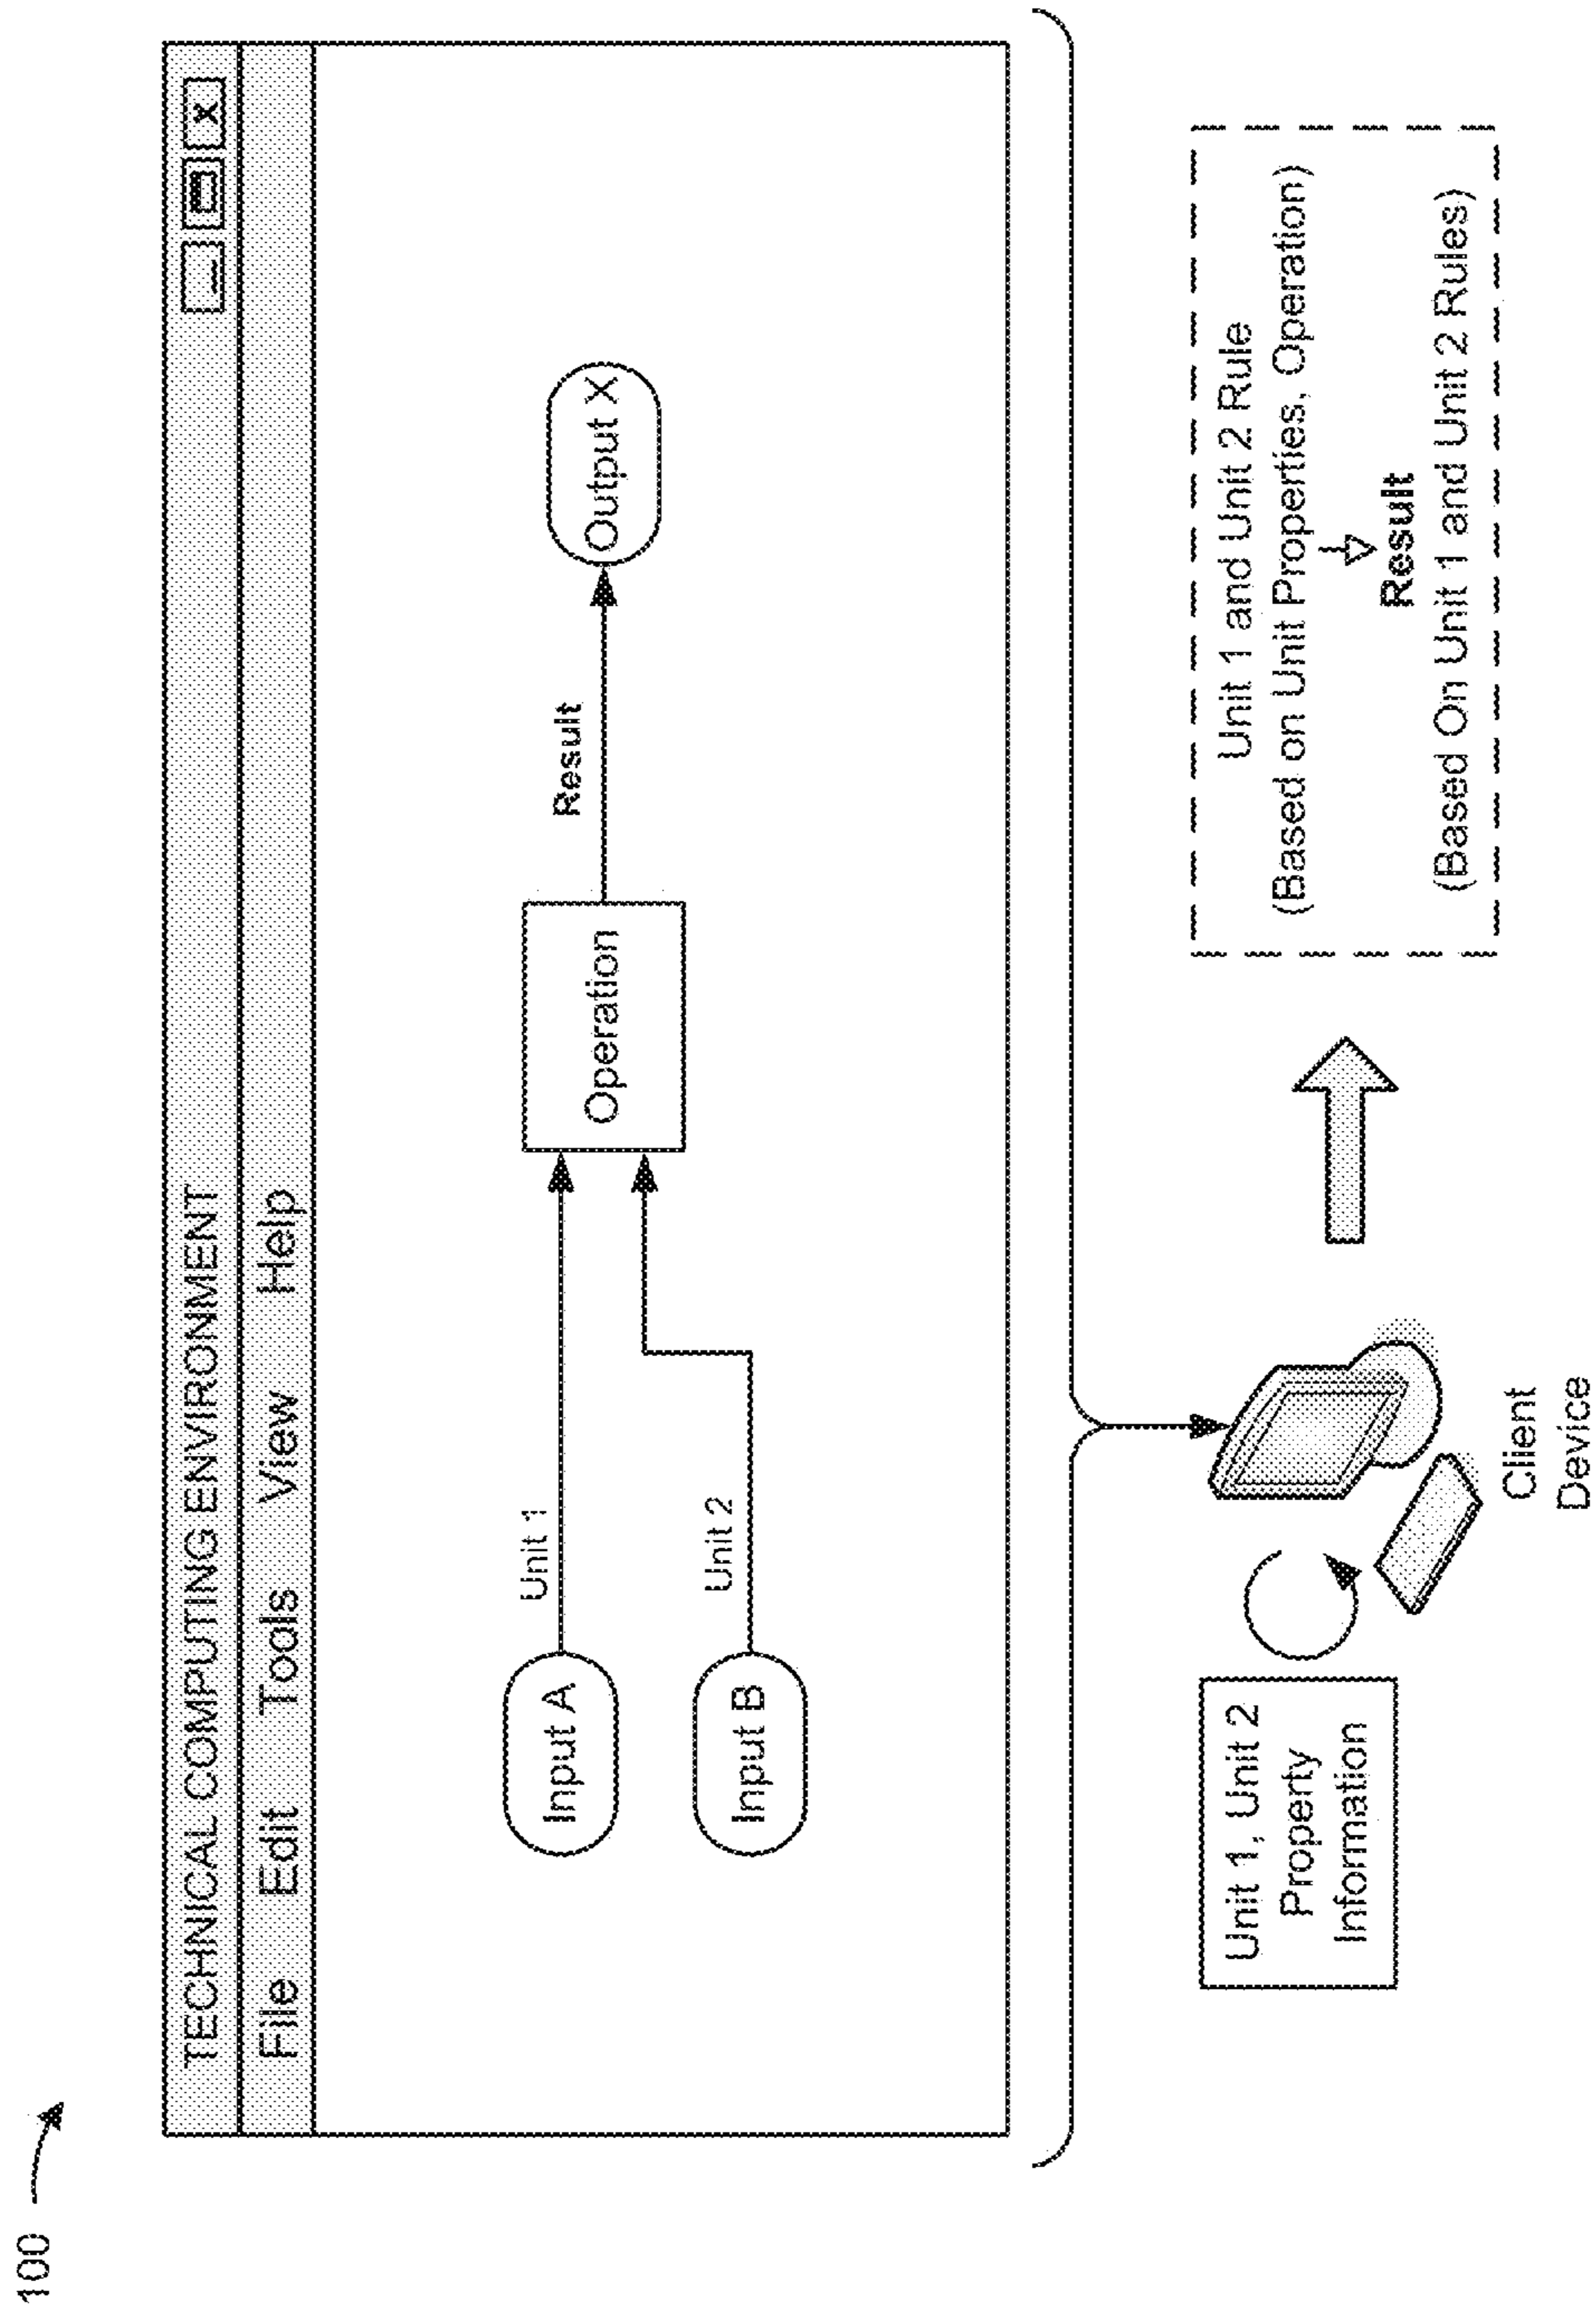 100
TECHNICAL COMPUTING ENVIRONMENT
File Edit Tools View Help
Input A
Unit 1
Input B
Unit 2
Operation
Result
Output X
Unit 1, Unit 2
Property
Information
Client
Device
Unit 1 and Unit 2 Rule
(Based on Unit Properties, Operation)
Result
(Based On Unit 1 and Unit 2 Rules)